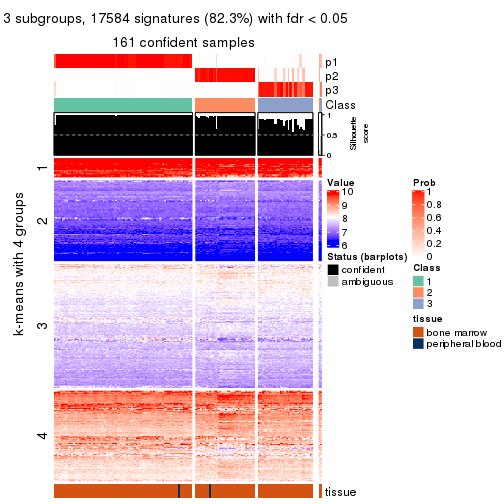 3 subgroups, 17584 signatures (82.3%) with fdr < 0.05
161 confident samples
p1
p2
p3
Class
1
0.5
0
Silhouette
score
k-means with 4 groups
1
2
3
4
tissue
Value
10
9
8
7
6
Status (barplots)
confident
ambiguous
Prob
1
0.8
0.6
0.4
0.2
0
Class
1
2
3
tissue
bone marrow
peripheral blood